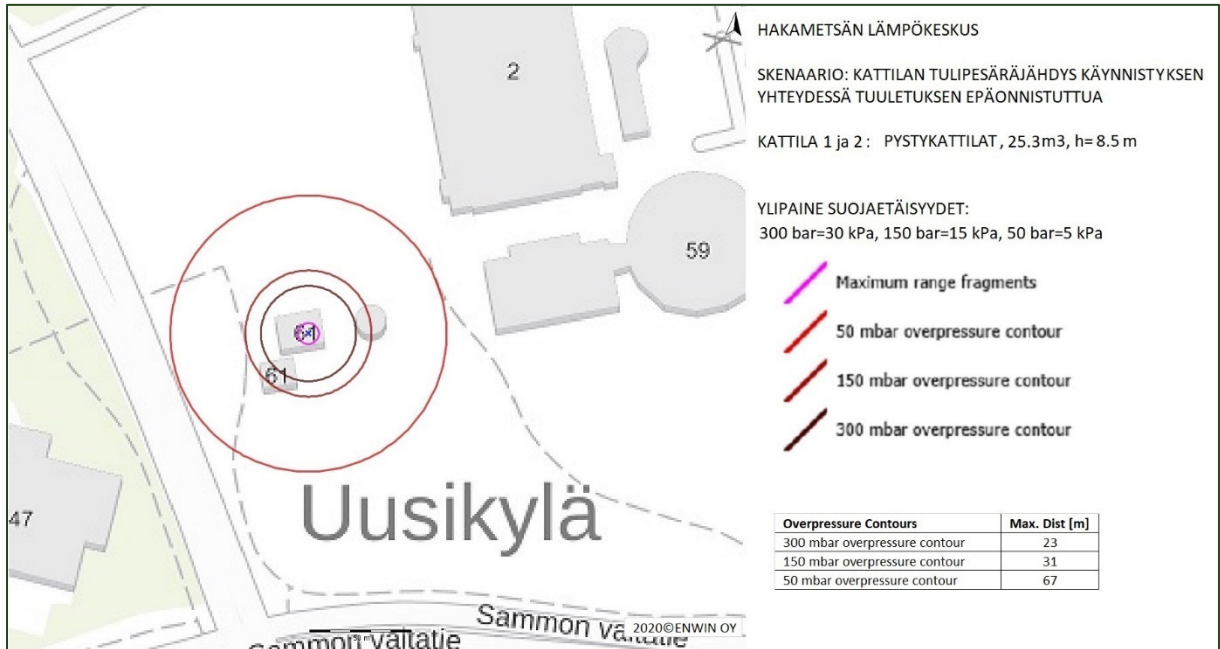 HAKAMETSÄN LÄMPÖKESKUS
SKENAARIO: KATTILAN TULIPESÄRÄJÄHDYS KÄYNNISTYKSEN
YHTEYDESSÄ TUULETUKSEN EPÄONNISTUTTUA
KATTILA 1 ja 2 : PYSTYKATTILAT , 25.3m3, h= 8.5 m
YLIPAINE SUOJAETÄISYYDET:
300 bar=30 kPa, 150 bar=15 kPa, 50 bar=5 kPa
Maximum range fragments
50 mbar overpressure contour
150 mbar overpressure contour
300 mbar overpressure contour
Overpressure Contours Max. Dist [m]
300 mbar overpressure contour 23
150 mbar overpressure contour 31
50 mbar overpressure contour 67
2
59
61
47
Uusikylä
Sammon valtatie
Sammon valtatie
2020©ENWIN OY